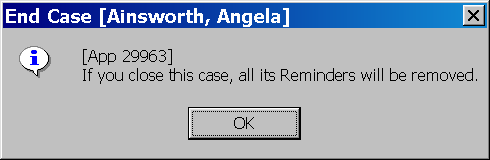 End Case [Ainsworth, Angela]
[App 29963]
If you close this case, all its Reminders will be removed.
OK